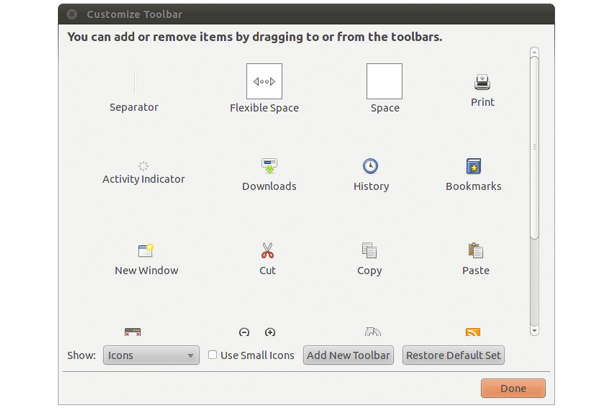 Customize Toolbar
You can add or remove items by dragging to or from the toolbars.
Separator
Flexible Space
Space
Print
Activity Indicator
Downloads
History
Bookmarks
New Window
Cut
Copy
Paste
Show: Icons Use Small Icons Add New Toolbar Restore Default Set
Done